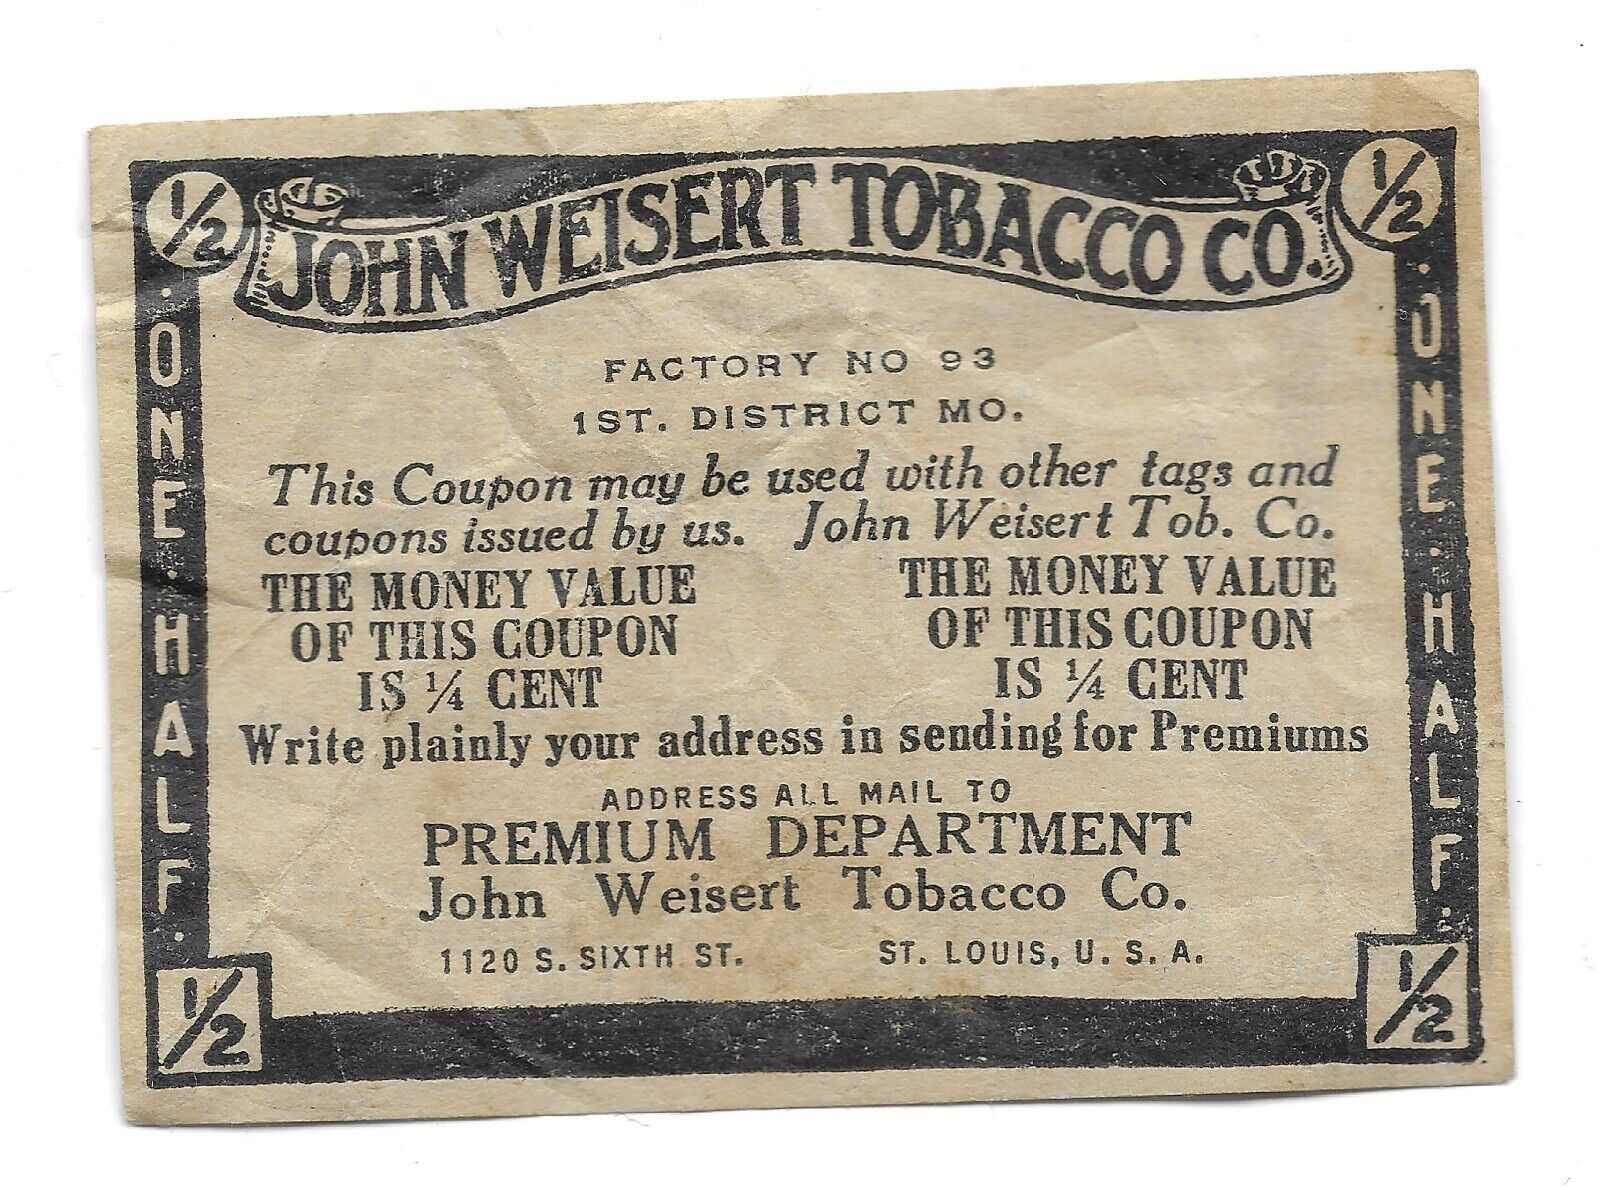 1/2 JOHN WEISERT TOBACCO CO. 1/2
FACTORY NO 93
1ST. DISTRICT MO.
This Coupon may be used with other tags and
coupons issued by us. John Weisert Tob. Co.
THE MONEY VALUE
OF THIS COUPON
IS 1/4 CENT
THE MONEY VALUE
OF THIS COUPON
IS 1/4 CENT
Write plainly your address in sending for Premiums
ADDRESS ALL MAIL TO
PREMIUM DEPARTMENT
John Weisert Tobacco Co.
1120 S. SIXTH ST. ST. LOUIS, U. S. A.
·ONE·HALF·
·ONE·HALF·
1/2 1/2